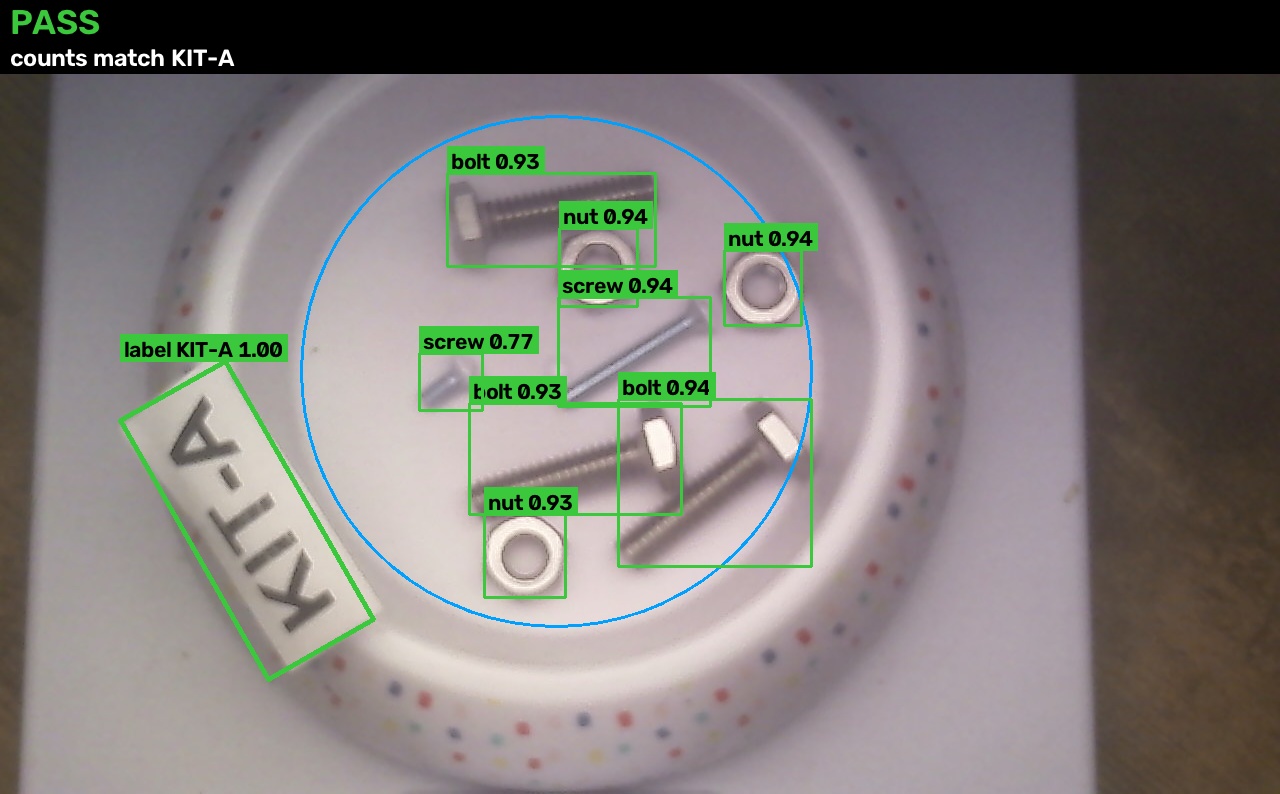 PASS
counts match KIT-A
bolt 0.93
nut 0.94
nut 0.94
screw 0.94
screw 0.77
label KIT-A 1.00
bolt 0.93
bolt 0.94
nut 0.93
KIT-A